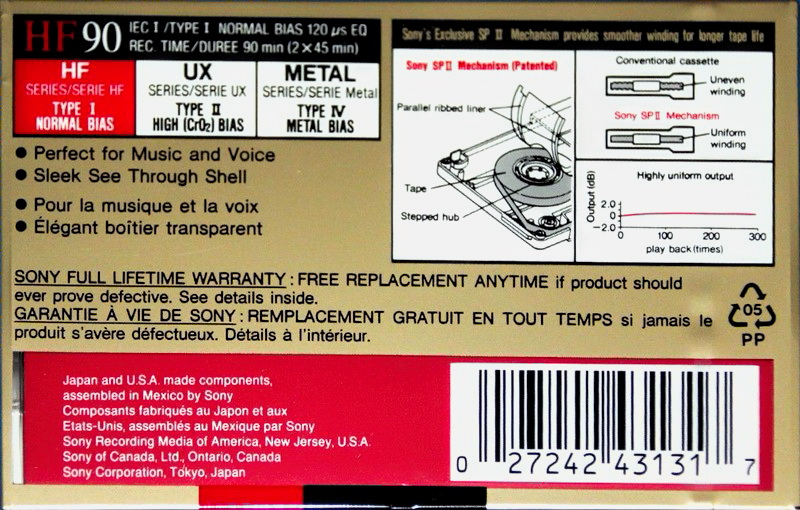 HF 90 IEC I / TYPE I NORMAL BIAS 120 µs EQ
REC. TIME/DUREE 90 min (2 × 45 min)
HF
SERIES/SERIE HF
TYPE I
NORMAL BIAS
UX
SERIES/SERIE UX
TYPE II
HIGH (CrO₂) BIAS
METAL
SERIES/SERIE Metal
TYPE IV
METAL BIAS
● Perfect for Music and Voice
● Sleek See Through Shell
● Pour la musique et la voix
● Élégant boîtier transparent
Sony's Exclusive SP II Mechanism provides smoother winding for longer tape life
Sony SPII Mechanism (Patented)
Parallel ribbed liner
Tape
Stepped hub
Conventional cassette
Uneven
winding
Sony SPII Mechanism
Uniform
winding
Highly uniform output
Output (dB)
2.0
0
−2.0
0 100 200 300
play back (times)
SONY FULL LIFETIME WARRANTY : FREE REPLACEMENT ANYTIME if product should
ever prove defective. See details inside.
GARANTIE À VIE DE SONY : REMPLACEMENT GRATUIT EN TOUT TEMPS si jamais le
produit s'avère défectueux. Détails à l'intérieur.
05
PP
Japan and U.S.A. made components,
assembled in Mexico by Sony
Composants fabriqués au Japon et aux
Etats-Unis, assemblés au Mexique par Sony
Sony Recording Media of America, New Jersey, U.S.A.
Sony of Canada, Ltd., Ontario, Canada
Sony Corporation, Tokyo, Japan
0 27242 43131 7